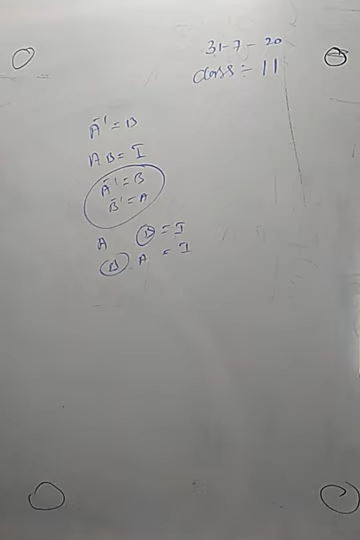 31-7-20
class :- 11
A⁻¹ = B
AB = I
A⁻¹ = B
B⁻¹ = A
A B = I
B A = I